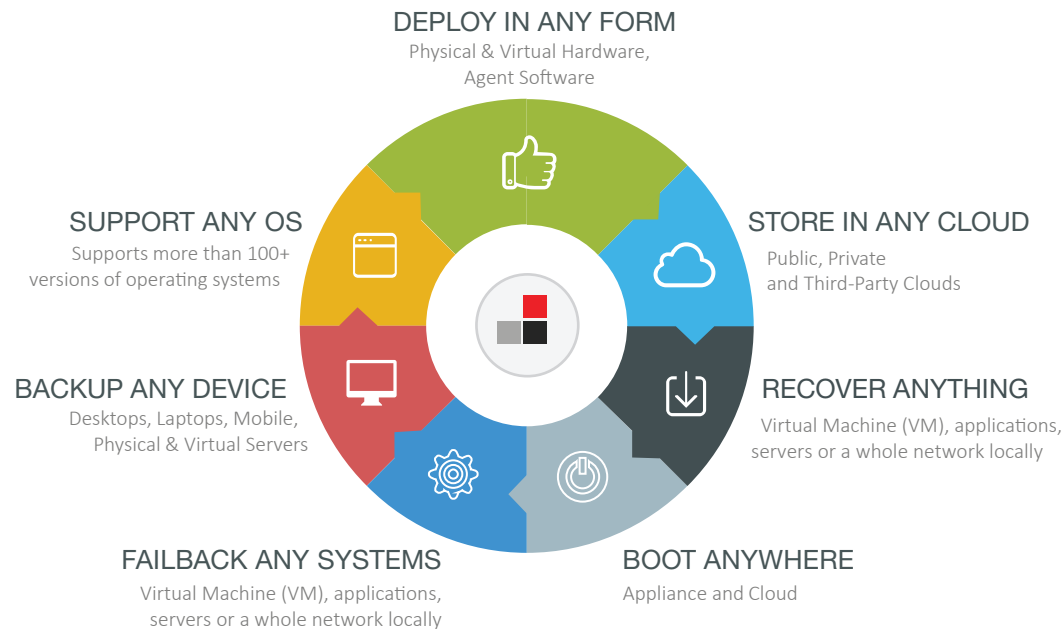 DEPLOY IN ANY FORM
Physical & Virtual Hardware,
Agent Software
SUPPORT ANY OS
Supports more than 100+
versions of operating systems
STORE IN ANY CLOUD
Public, Private
and Third-Party Clouds
BACKUP ANY DEVICE
Desktops, Laptops, Mobile,
Physical & Virtual Servers
RECOVER ANYTHING
Virtual Machine (VM), applications,
servers or a whole network locally
FAILBACK ANY SYSTEMS
Virtual Machine (VM), applications,
servers or a whole network locally
BOOT ANYWHERE
Appliance and Cloud